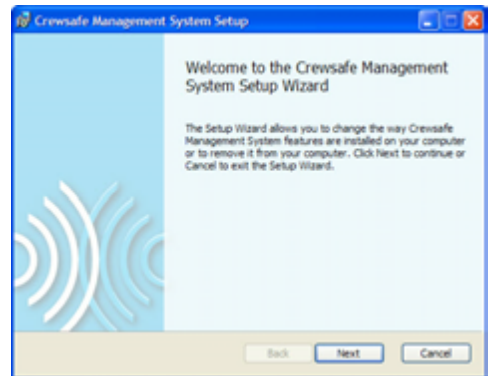 Crewsafe Management System Setup
Welcome to the Crewsafe Management
System Setup Wizard
The Setup Wizard allows you to change the way Crewsafe
Management System features are installed on your computer
or to remove it from your computer. Click Next to continue or
Cancel to exit the Setup Wizard.
Back Next Cancel